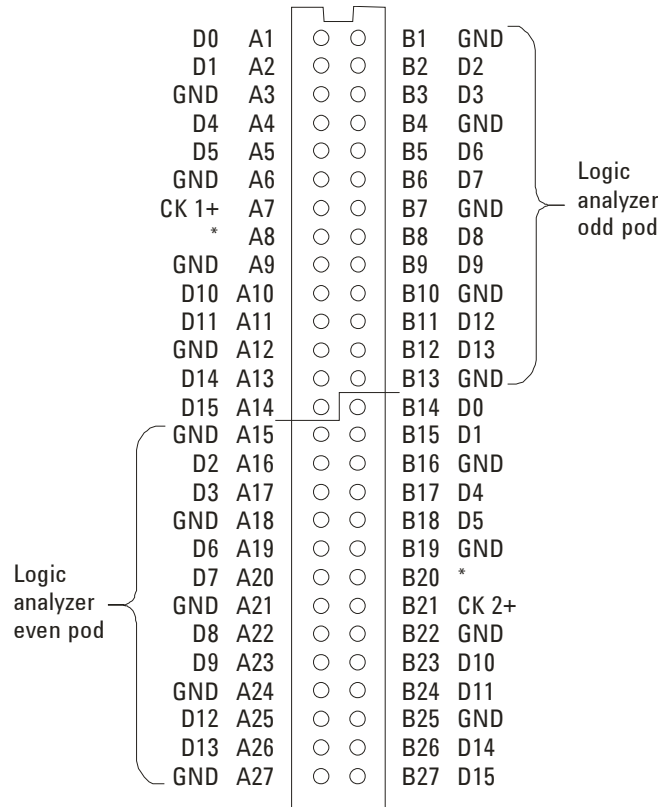 D0 A1 B1 GND
D1 A2 B2 D2
GND A3 B3 D3
D4 A4 B4 GND
D5 A5 B5 D6
GND A6 B6 D7
CK 1+ A7 B7 GND
* A8 B8 D8
GND A9 B9 D9
D10 A10 B10 GND
D11 A11 B11 D12
GND A12 B12 D13
D14 A13 B13 GND
D15 A14 B14 D0
GND A15 B15 D1
D2 A16 B16 GND
D3 A17 B17 D4
GND A18 B18 D5
D6 A19 B19 GND
D7 A20 B20 *
GND A21 B21 CK 2+
D8 A22 B22 GND
D9 A23 B23 D10
GND A24 B24 D11
D12 A25 B25 GND
D13 A26 B26 D14
GND A27 B27 D15
Logic
analyzer
odd pod
Logic
analyzer
even pod